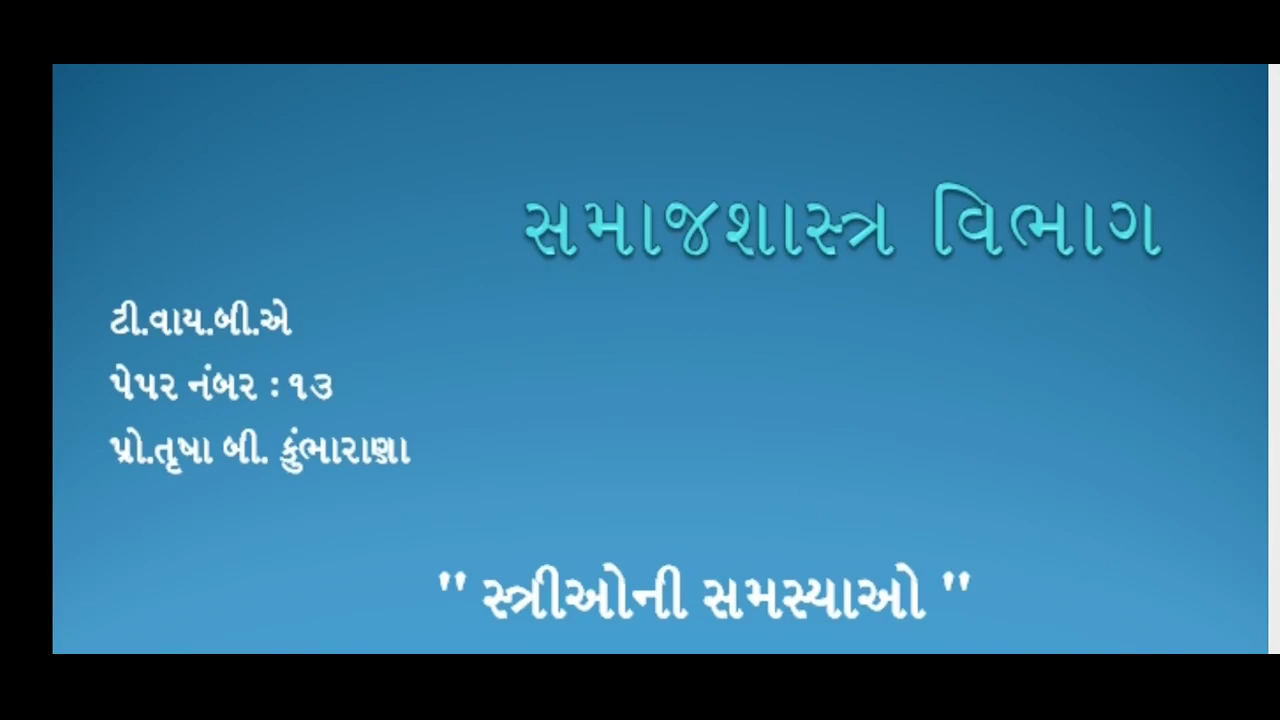 સમાજશાસ્ત્ર વિભાગ
ટી.વાય.બી.એ
પેપર નંબર : ૧૩
પ્રો.તૃષા બી. કુંભારાણા
" સ્ત્રીઓની સમસ્યાઓ "